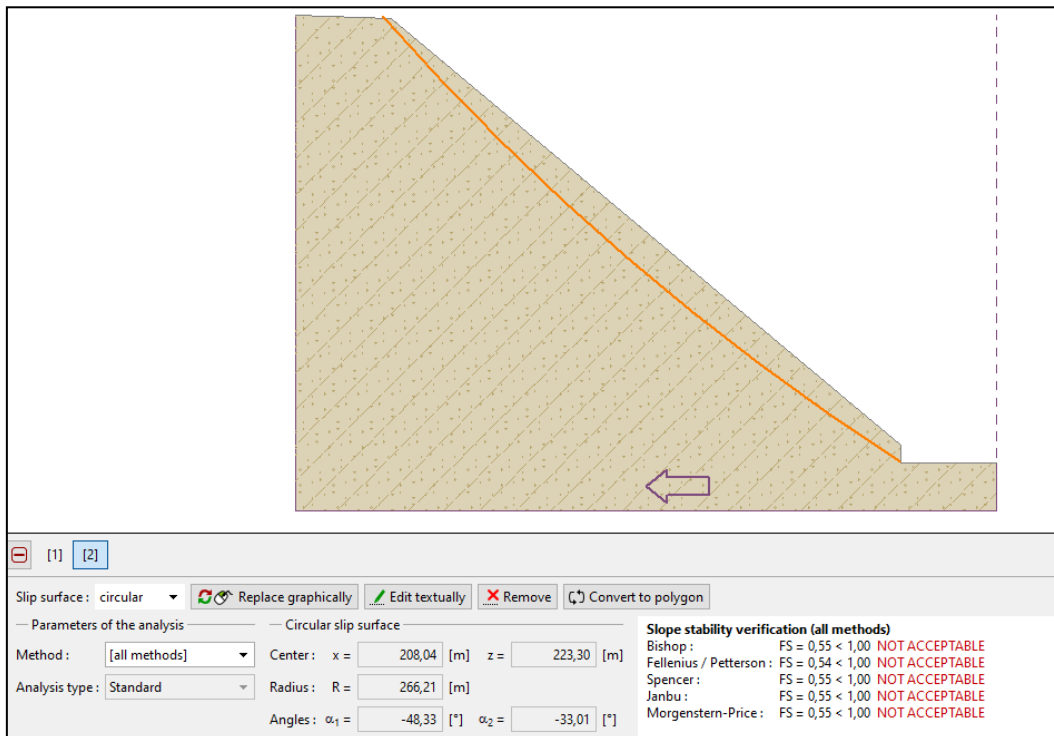 [1] [2]
Slip surface : circular Replace graphically Edit textually Remove Convert to polygon
Parameters of the analysis
Method : [all methods]
Analysis type : Standard
Circular slip surface
Center : x = 208,04 [m] z = 223,30 [m]
Radius : R = 266,21 [m]
Angles : α1 = -48,33 [°] α2 = -33,01 [°]
Slope stability verification (all methods)
Bishop : FS = 0,55 < 1,00 NOT ACCEPTABLE
Fellenius / Petterson : FS = 0,54 < 1,00 NOT ACCEPTABLE
Spencer : FS = 0,55 < 1,00 NOT ACCEPTABLE
Janbu : FS = 0,55 < 1,00 NOT ACCEPTABLE
Morgenstern-Price : FS = 0,55 < 1,00 NOT ACCEPTABLE